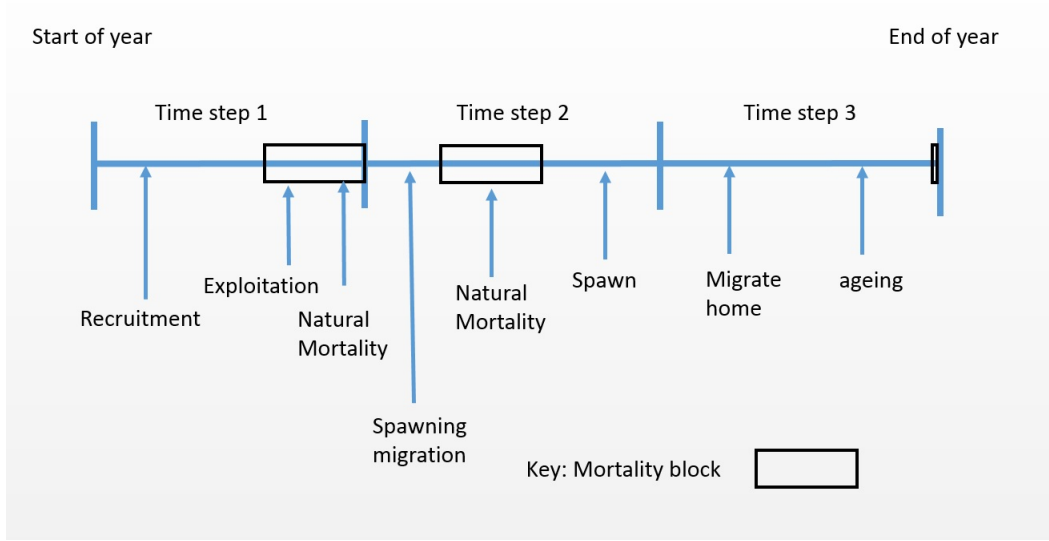 Start of year
End of year
Time step 1
Time step 2
Time step 3
Exploitation
Recruitment
Natural
Mortality
Spawning
migration
Natural
Mortality
Spawn
Migrate
home
ageing
Key: Mortality block